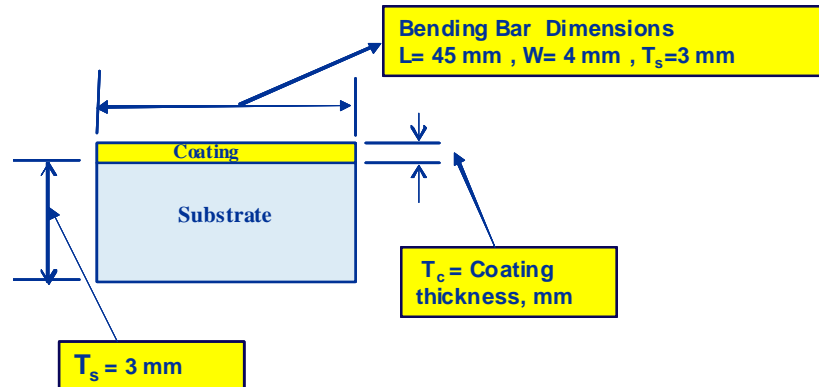 Bending Bar Dimensions
L= 45 mm , W= 4 mm , Ts=3 mm
Coating
Substrate
Tc = Coating
thickness, mm
Ts = 3 mm